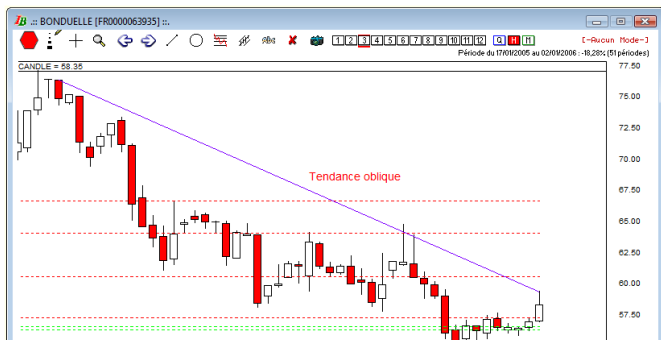 .:: BONDUELLE [FR0000063935] ::.
Abc 1 2 3 4 5 6 7 8 9 10 11 12 Q H M [-Aucun Mode-]
Période du 17/01/2005 au 02/01/2006 : -18,28% (51 périodes)
CANDLE = 58.35
77.50
75.00
72.50
70.00
Tendance oblique
67.50
65.00
62.50
60.00
57.50